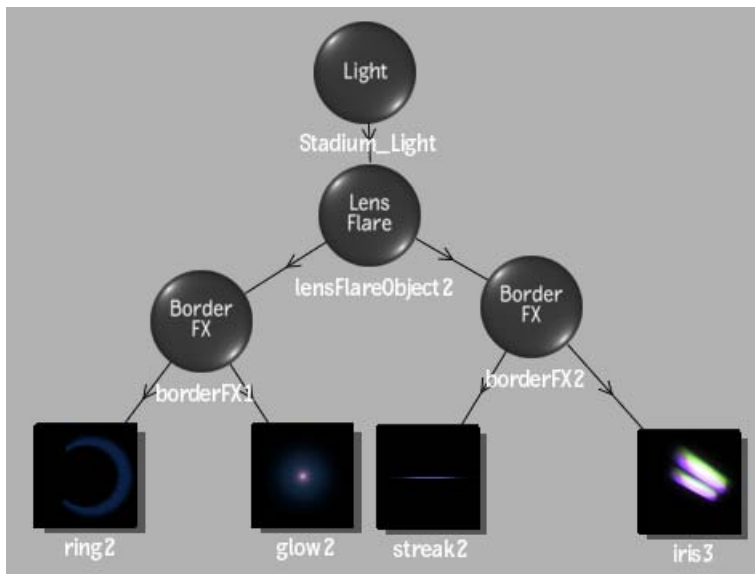 Light
Stadium_Light
Lens
Flare
lensFlareObject2
Border
FX
Border
FX
borderFX1
borderFX2
ring2
glow2
streak2
iris3